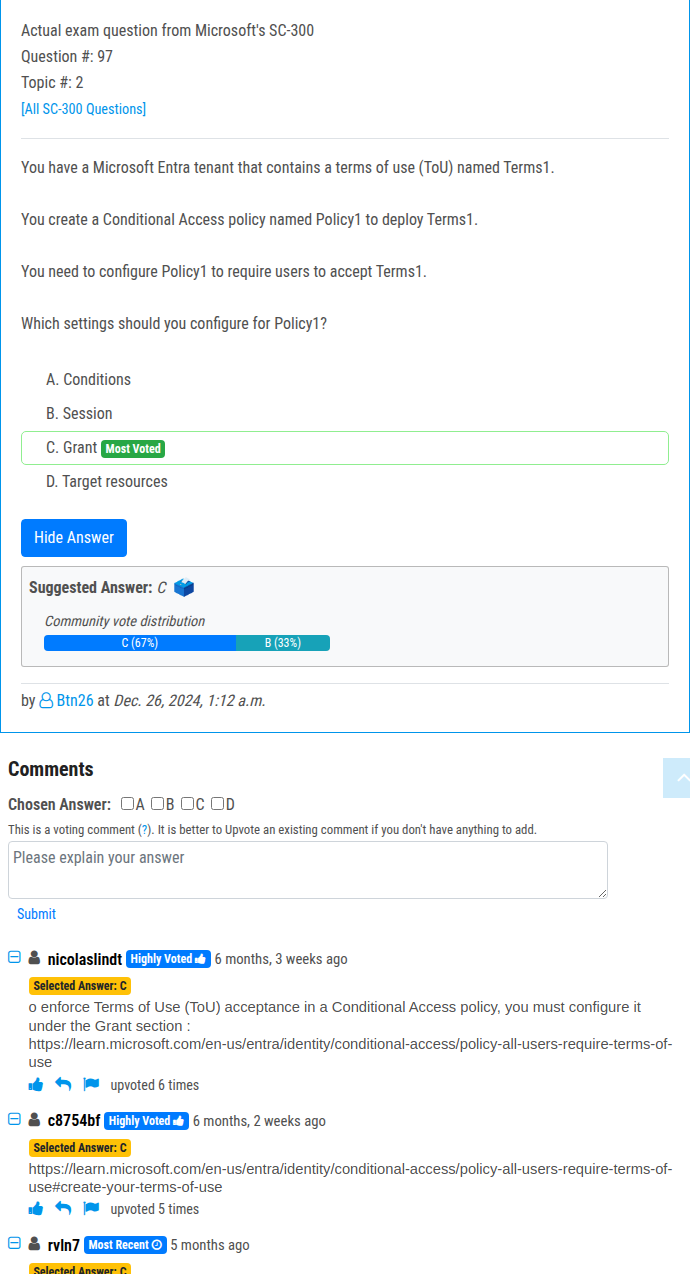 Actual exam question from Microsoft's SC-300
Question #: 97
Topic #: 2
[All SC-300 Questions]
You have a Microsoft Entra tenant that contains a terms of use (ToU) named Terms1.
You create a Conditional Access policy named Policy1 to deploy Terms1.
You need to configure Policy1 to require users to accept Terms1.
Which settings should you configure for Policy1?
A. Conditions
B. Session
C. Grant Most Voted
D. Target resources
Hide Answer
Suggested Answer: C
Community vote distribution
C (67%) B (33%)
by Btn26 at Dec. 26, 2024, 1:12 a.m.
Comments
Chosen Answer: A B C D
This is a voting comment (?). It is better to Upvote an existing comment if you don't have anything to add.
Please explain your answer
Submit
nicolaslindt Highly Voted 6 months, 3 weeks ago
Selected Answer: C
o enforce Terms of Use (ToU) acceptance in a Conditional Access policy, you must configure it
under the Grant section :
https://learn.microsoft.com/en-us/entra/identity/conditional-access/policy-all-users-require-terms-of-
use
upvoted 6 times
c8754bf Highly Voted 6 months, 2 weeks ago
Selected Answer: C
https://learn.microsoft.com/en-us/entra/identity/conditional-access/policy-all-users-require-terms-of-
use#create-your-terms-of-use
upvoted 5 times
rvln7 Most Recent 5 months ago
Selected Answer: C